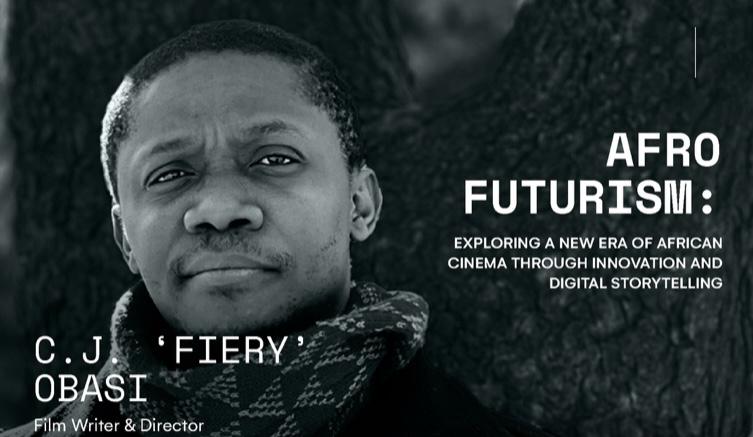 AFRO
FUTURISM:
EXPLORING A NEW ERA OF AFRICAN
CINEMA THROUGH INNOVATION AND
DIGITAL STORYTELLING
C.J. ‘FIERY’
OBASI
Film Writer & Director